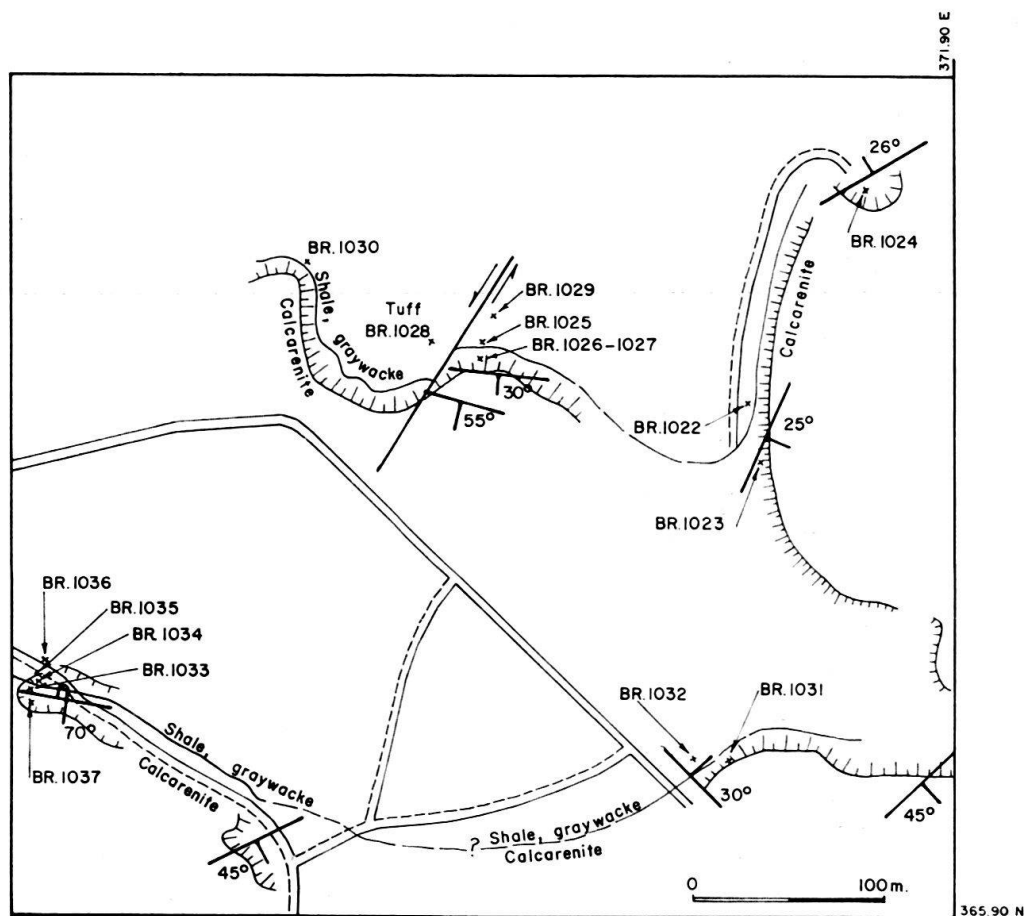 371.90 E
26°
BR.1024
BR.1030
Shale, graywacke
Calcarenite
Tuff
BR.1028
BR.1029
BR.1025
BR.1026-1027
30°
55°
Calcarenite
BR.1022
25°
BR.1023
BR.1036
BR.1035
BR.1034
BR.1033
70°
BR.1037
Shale, graywacke
Calcarenite
45°
BR.1032
BR.1031
30°
45°
? Shale, graywacke
Calcarenite
0 100 m.
365.90 N